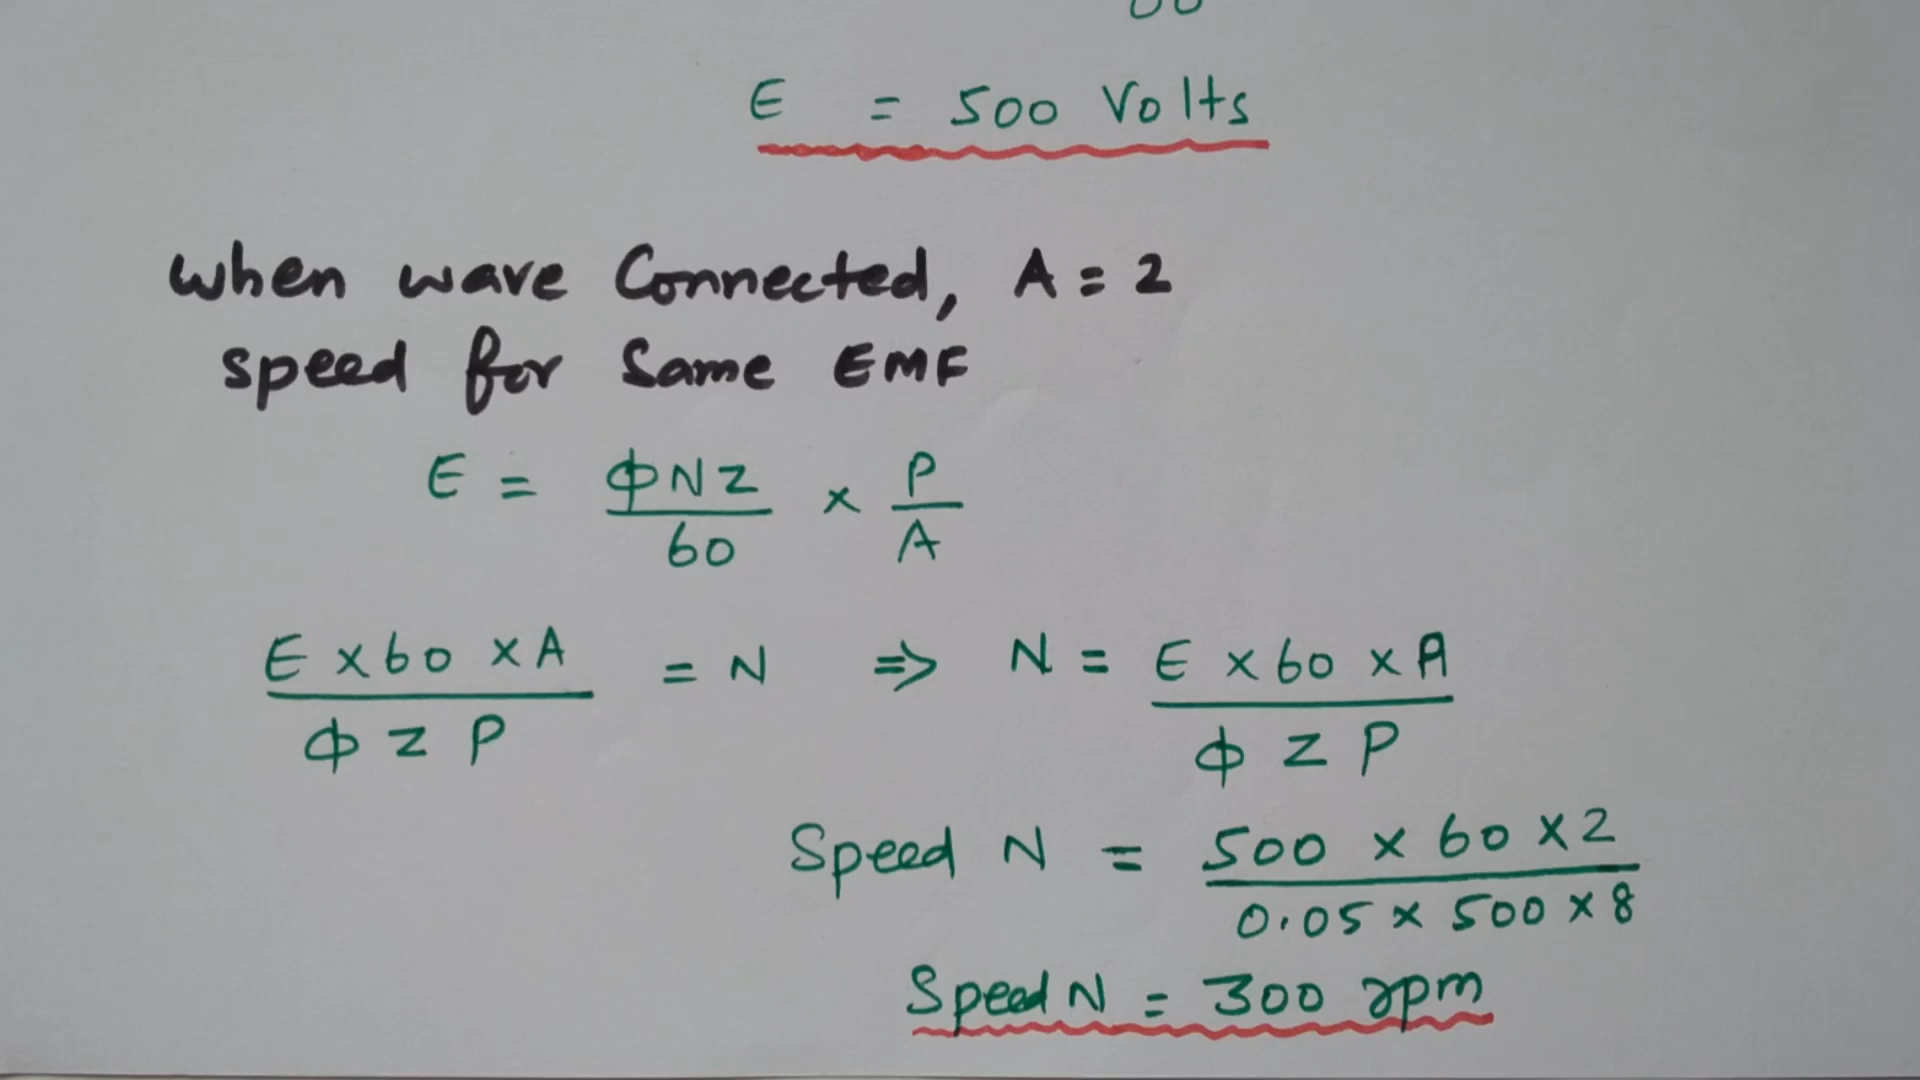 E = 500 Volts
when wave Connected, A = 2
speed for Same EMF
E = ΦNZ/60 × P/A
E × 60 × A / Φ Z P = N ⇒ N = E × 60 × A / Φ Z P
Speed N = 500 × 60 × 2 / 0.05 × 500 × 8
Speed N = 300 rpm